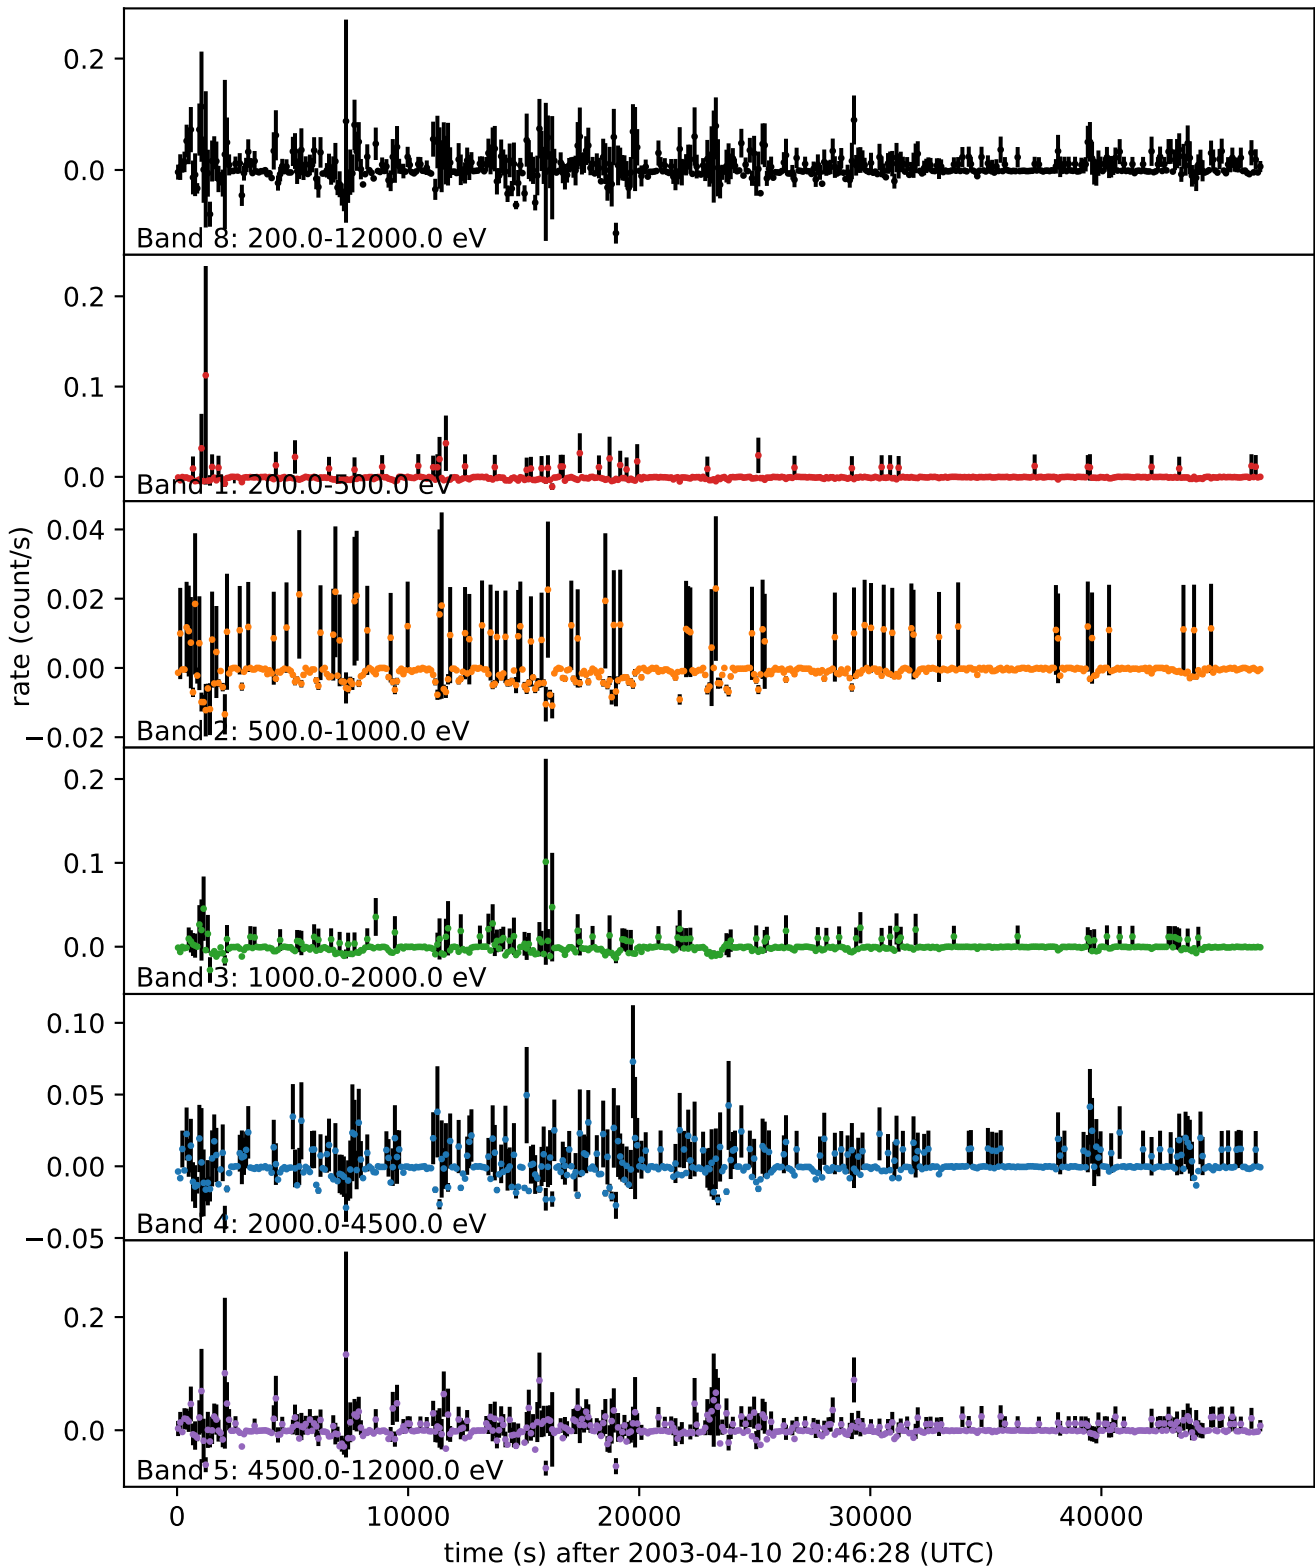 0.2
0.0
Band 8: 200.0-12000.0 eV
0.2
0.1
0.0
Band 1: 200.0-500.0 eV
rate (count/s)
0.04
0.02
0.00
−0.02
Band 2: 500.0-1000.0 eV
0.2
0.1
0.0
Band 3: 1000.0-2000.0 eV
0.10
0.05
0.00
−0.05
Band 4: 2000.0-4500.0 eV
0.2
0.0
Band 5: 4500.0-12000.0 eV
0 10000 20000 30000 40000
time (s) after 2003-04-10 20:46:28 (UTC)